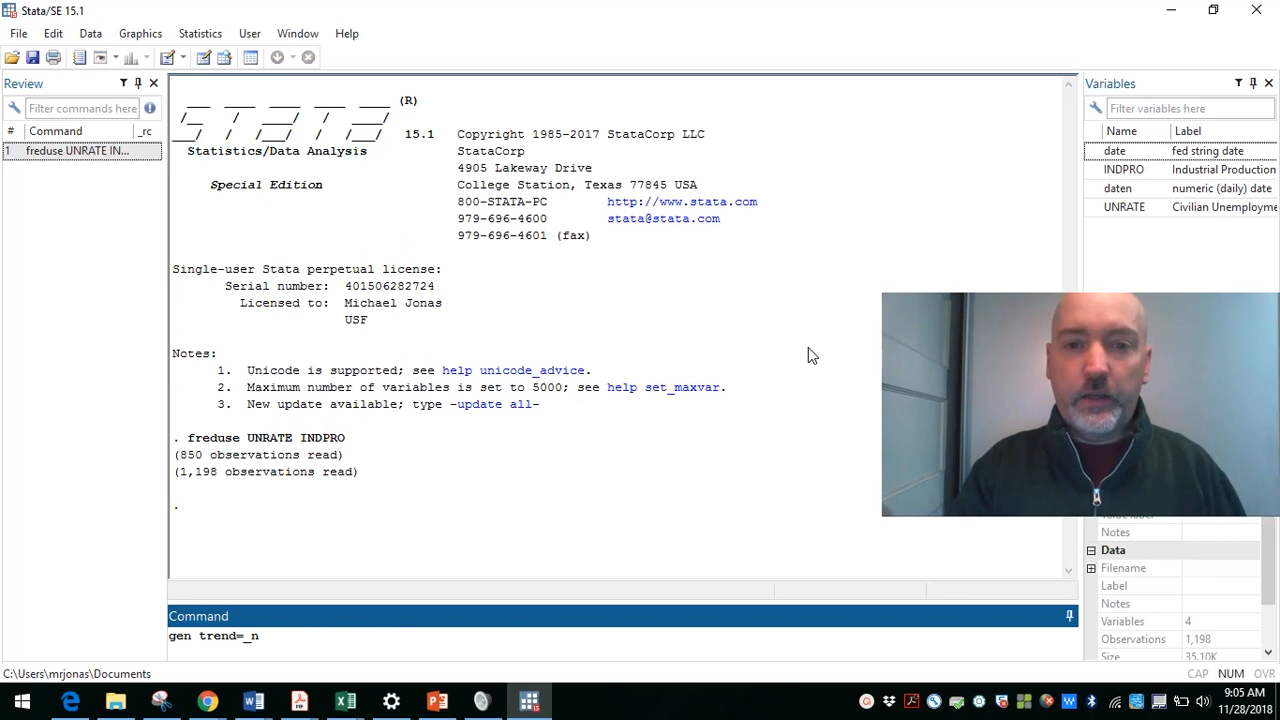 Stata/SE 15.1
File Edit Data Graphics Statistics User Window Help
Review
Filter commands here
# Command _rc
1 freduse UNRATE IN...
(R)
15.1 Copyright 1985-2017 StataCorp LLC
Statistics/Data Analysis StataCorp
4905 Lakeway Drive
Special Edition College Station, Texas 77845 USA
800-STATA-PC http://www.stata.com
979-696-4600 stata@stata.com
979-696-4601 (fax)
Single-user Stata perpetual license:
Serial number: 401506282724
Licensed to: Michael Jonas
USF
Notes:
1. Unicode is supported; see help unicode_advice.
2. Maximum number of variables is set to 5000; see help set_maxvar.
3. New update available; type -update all-
. freduse UNRATE INDPRO
(850 observations read)
(1,198 observations read)
.
Command
gen trend=_n
Variables
Filter variables here
Name Label
date fed string date
INDPRO Industrial Production
daten numeric (daily) date
UNRATE Civilian Unemployme
Notes
Data
Filename
Label
Notes
Variables 4
Observations 1,198
Size 35.10K
C:\Users\mrjonas\Documents
CAP NUM OVR
9:05 AM
11/28/2018